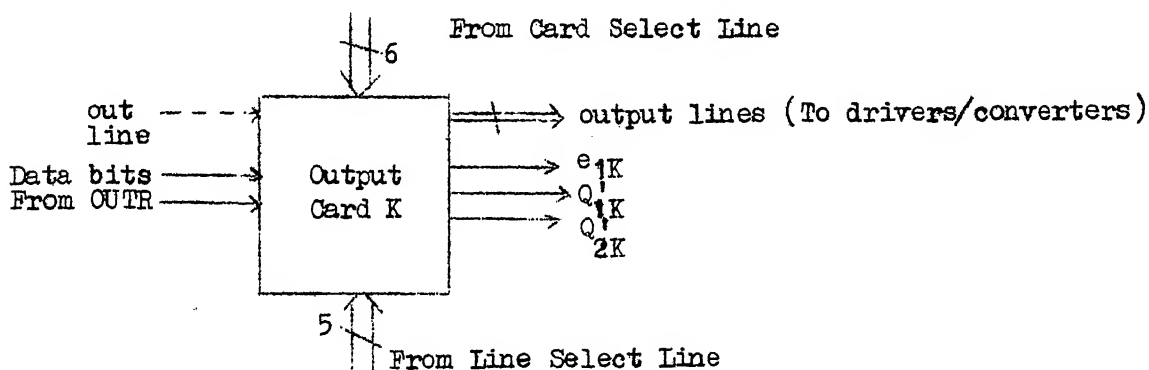 From Card Select Line
6
out line
output lines (To drivers/converters)
Data bits
From OUTR
Output
Card K
e1K
Q'1K
Q'2K
5
From Line Select Line